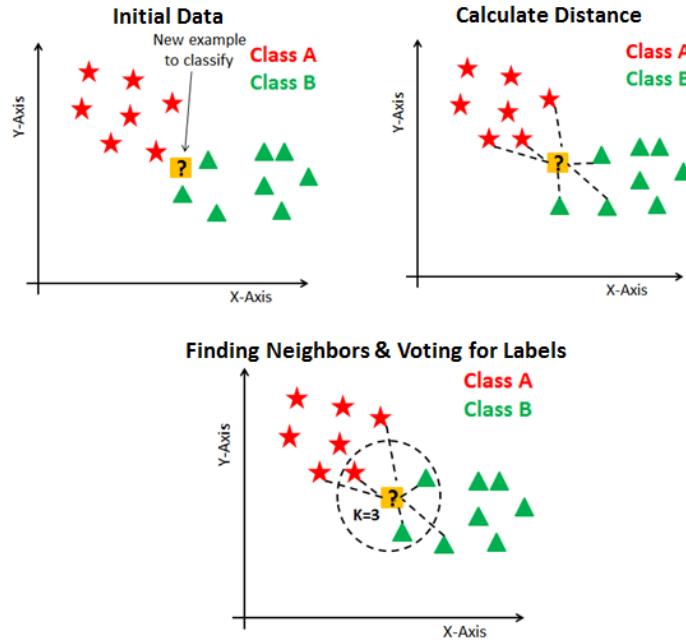 Initial Data
New example
to classify
Class A
Class B
?
Y-Axis
X-Axis
Calculate Distance
Class A
Class B
?
Y-Axis
X-Axis
Finding Neighbors & Voting for Labels
Class A
Class B
?
K=3
Y-Axis
X-Axis